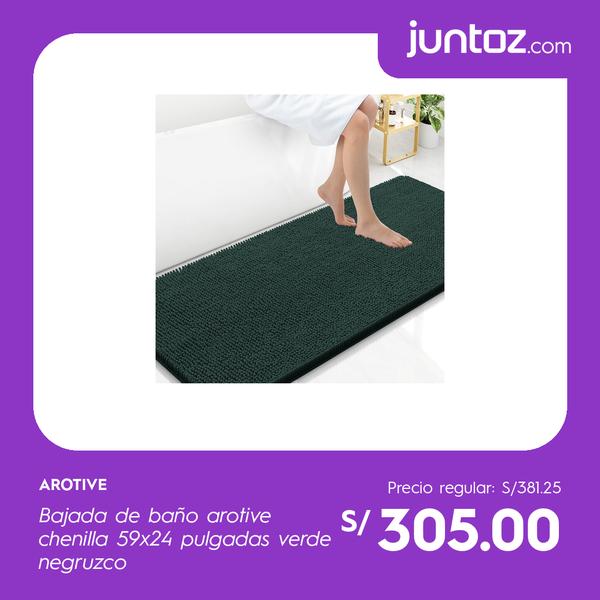 juntoz.com
AROTIVE
Bajada de baño arotive
chenilla 59x24 pulgadas verde
negruzco
Precio regular: S/381.25
S/ 305.00